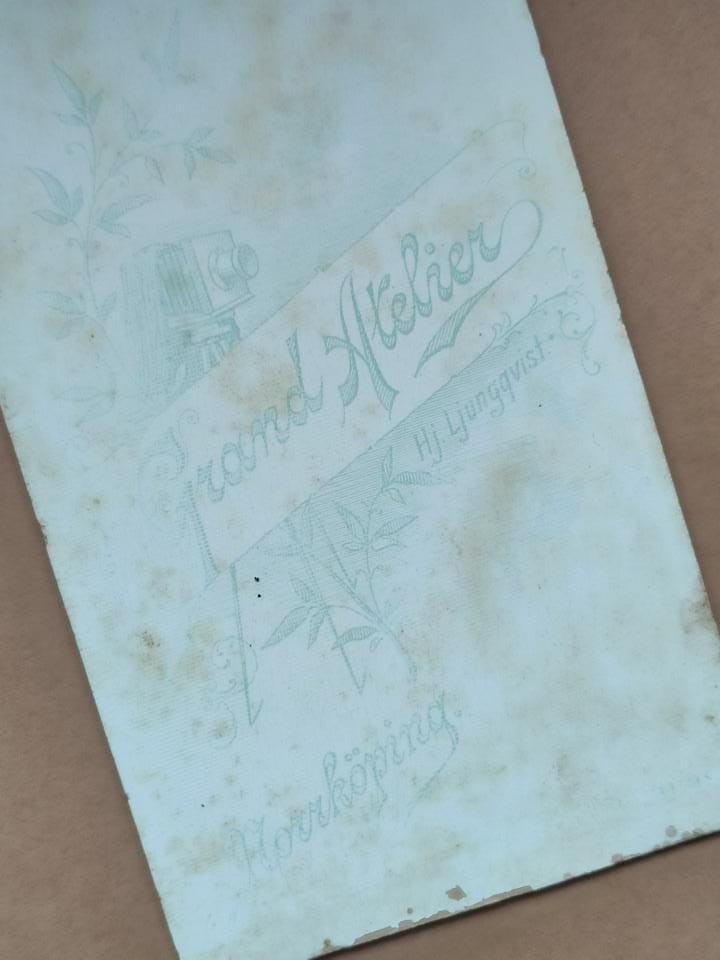 Grand Atelier
Hj. Ljungqvist.
Norrköping.